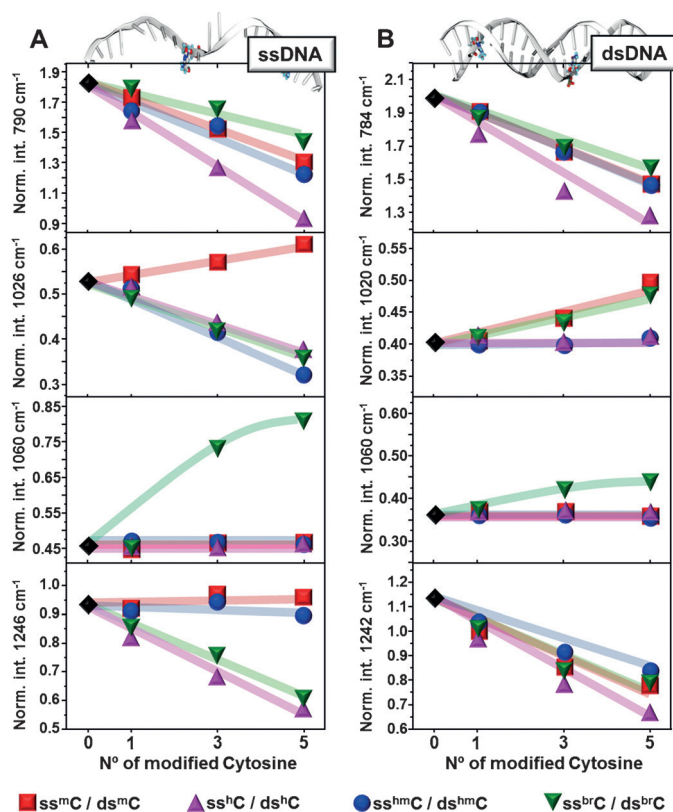 A
ssDNA
B
dsDNA
Norm. int. 790 cm⁻¹
1.9
1.7
1.5
1.3
1.1
0.9
Norm. int. 784 cm⁻¹
2.1
1.9
1.7
1.5
1.3
Norm. int. 1026 cm⁻¹
0.6
0.5
0.4
0.3
Norm. int. 1020 cm⁻¹
0.55
0.50
0.45
0.40
0.35
Norm. int. 1060 cm⁻¹
0.85
0.75
0.65
0.55
0.45
Norm. int. 1060 cm⁻¹
0.60
0.50
0.40
0.30
Norm. int. 1246 cm⁻¹
1.0
0.9
0.8
0.7
0.6
0.5
Norm. int. 1242 cm⁻¹
1.2
1.1
1.0
0.9
0.8
0.7
0.6
0 1 3 5
0 1 3 5
Nº of modified Cytosine
Nº of modified Cytosine
ssᵐC / dsᵐC ssʰC / dsʰC ssʰᵐC / dsʰᵐC ssᵇʳC / dsᵇʳC